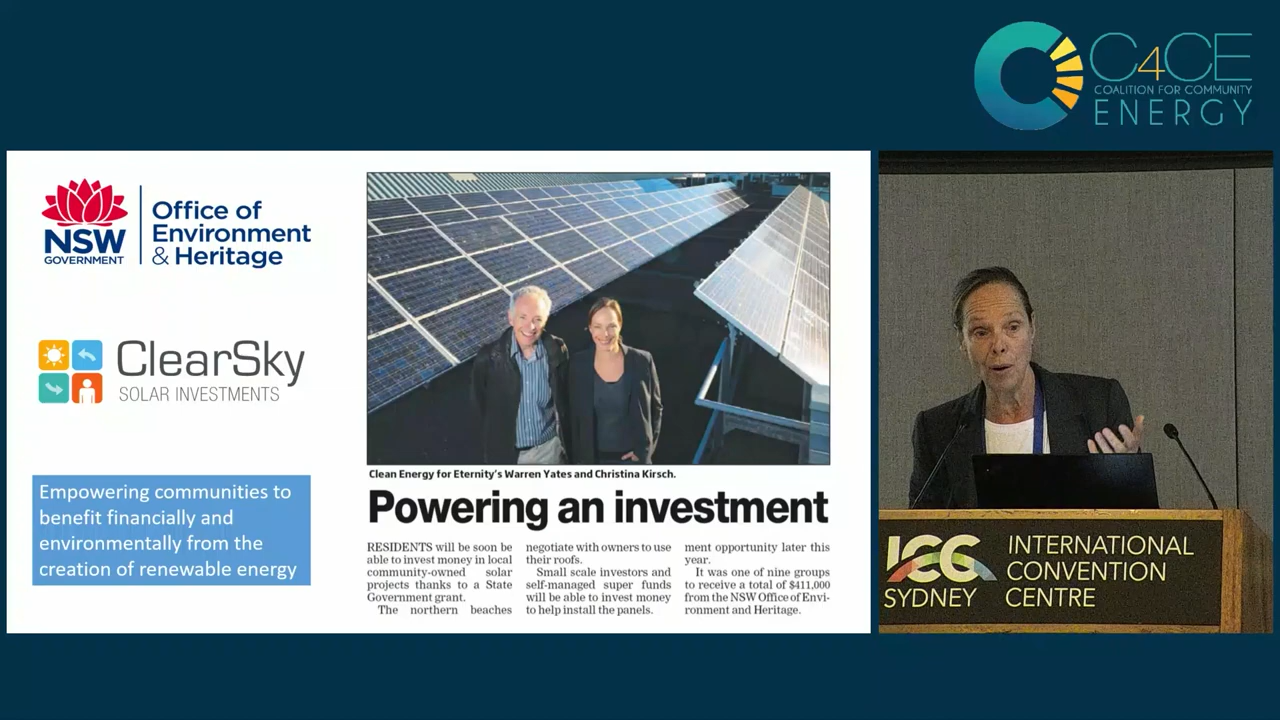 C4CE
COALITION FOR COMMUNITY
ENERGY
NSW
GOVERNMENT
Office of
Environment
& Heritage
ClearSky
SOLAR INVESTMENTS
Empowering communities to
benefit financially and
environmentally from the
creation of renewable energy
Clean Energy for Eternity's Warren Yates and Christina Kirsch.
Powering an investment
RESIDENTS will be soon be
able to invest money in local
community-owned solar
projects thanks to a State
Government grant.
The northern beaches
negotiate with owners to use
their roofs.
Small scale investors and
self-managed super funds
will be able to invest money
to help install the panels.
ment opportunity later this
year.
It was one of nine groups
to receive a total of $411,000
from the NSW Office of Envi-
ronment and Heritage.
ICC
SYDNEY
INTERNATIONAL
CONVENTION
CENTRE